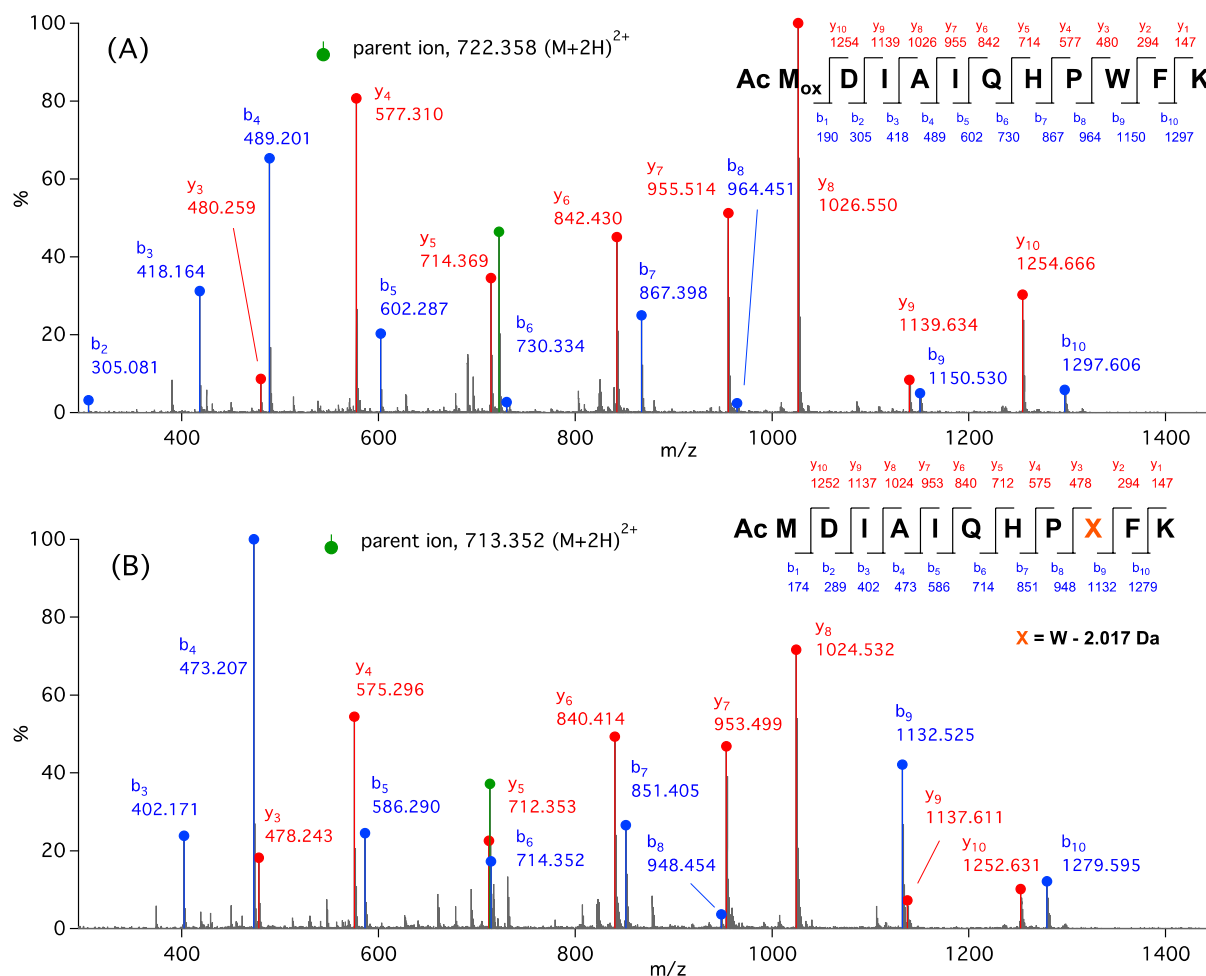 (A)
parent ion, 722.358 (M+2H)2+
y10 y9 y8 y7 y6 y5 y4 y3 y2 y1
1254 1139 1026 955 842 714 577 480 294 147
Ac Mox D I A I Q H P W F K
b1 b2 b3 b4 b5 b6 b7 b8 b9 b10
190 305 418 489 602 730 867 964 1150 1297
100
80
60
40
20
0
%
b2
305.081
b3
418.164
y3
480.259
b4
489.201
y4
577.310
b5
602.287
y5
714.369
b6
730.334
y6
842.430
b7
867.398
y7
955.514
b8
964.451
y8
1026.550
y9
1139.634
b9
1150.530
y10
1254.666
b10
1297.606
400 600 800 1000 1200 1400
m/z
(B)
parent ion, 713.352 (M+2H)2+
y10 y9 y8 y7 y6 y5 y4 y3 y2 y1
1252 1137 1024 953 840 712 575 478 294 147
Ac M D I A I Q H P X F K
b1 b2 b3 b4 b5 b6 b7 b8 b9 b10
174 289 402 473 586 714 851 948 1132 1279
X = W - 2.017 Da
100
80
60
40
20
0
%
b3
402.171
b4
473.207
y3
478.243
y4
575.296
b5
586.290
y5
712.353
b6
714.352
y6
840.414
b7
851.405
b8
948.454
y7
953.499
y8
1024.532
b9
1132.525
y9
1137.611
y10
1252.631
b10
1279.595
400 600 800 1000 1200 1400
m/z